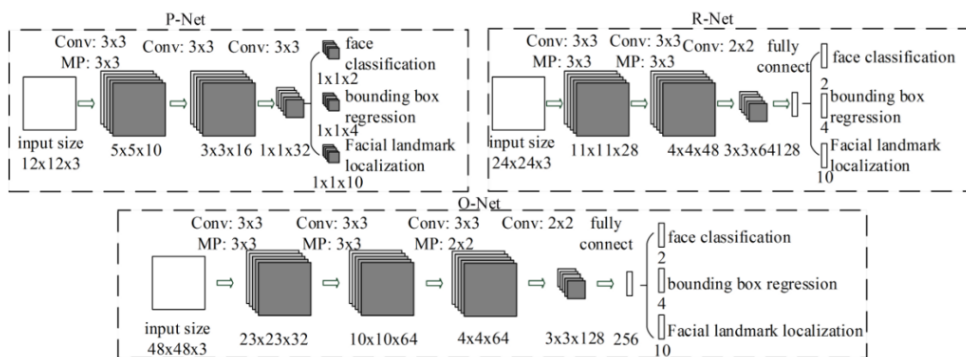 P-Net
Conv: 3x3 Conv: 3x3 Conv: 3x3
MP: 3x3
face
classification
1x1x2
bounding box
regression
1x1x4
Facial landmark
localization
1x1x10
input size
12x12x3
5x5x10
3x3x16
1x1x32
R-Net
Conv: 3x3 Conv: 3x3 Conv: 2x2 fully
MP: 3x3 MP: 3x3 connect
face classification
2
bounding box
regression
4
Facial landmark
localization
10
input size
24x24x3
11x11x28
4x4x48
3x3x64
128
O-Net
Conv: 3x3 Conv: 3x3 Conv: 3x3 Conv: 2x2 fully
MP: 3x3 MP: 3x3 MP: 2x2 connect
face classification
2
bounding box regression
4
Facial landmark localization
10
input size
48x48x3
23x23x32
10x10x64
4x4x64
3x3x128
256